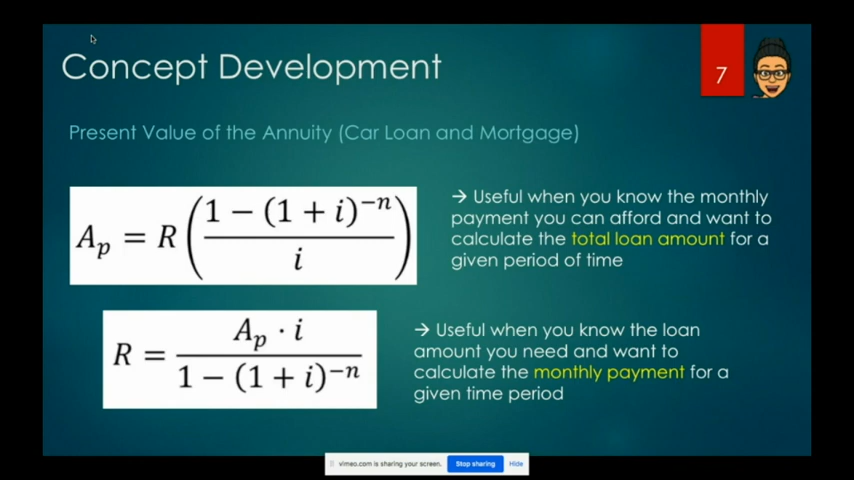 Concept Development
7
Present Value of the Annuity (Car Loan and Mortgage)
A_p = R ( (1 − (1 + i)^−n) / i )
→ Useful when you know the monthly
payment you can afford and want to
calculate the total loan amount for a
given period of time
R = (A_p · i) / (1 − (1 + i)^−n)
→ Useful when you know the loan
amount you need and want to
calculate the monthly payment for a
given time period
vimeo.com is sharing your screen. Stop sharing Hide